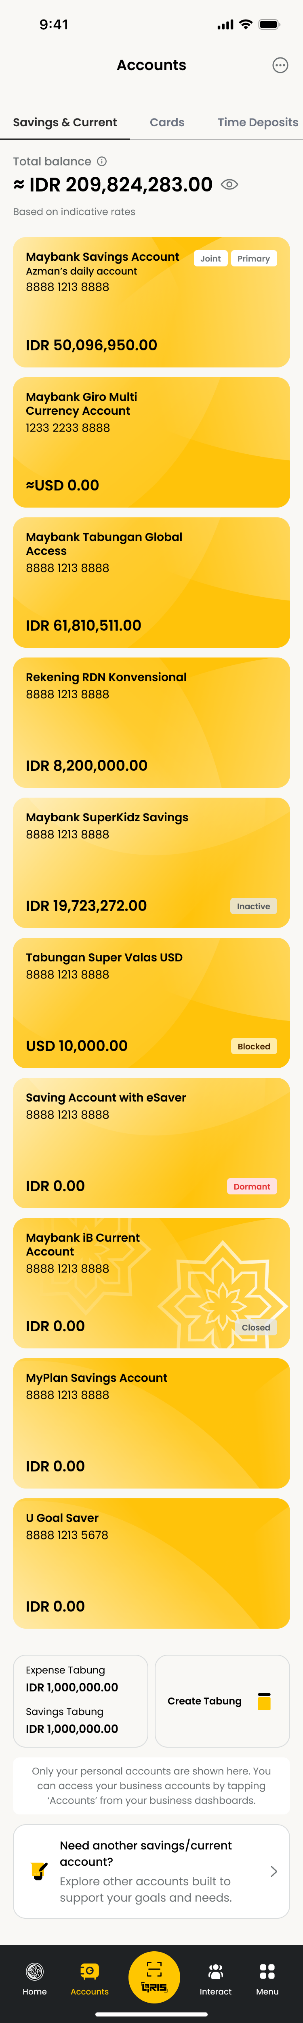 9:41
Accounts
Savings & Current
Cards
Time Deposits
Total balance
≈ IDR 209,824,283.00
Based on indicative rates
Maybank Savings Account
Joint
Primary
Azman's daily account
8888 1213 8888
IDR 50,096,950.00
Maybank Giro Multi
Currency Account
1233 2233 8888
≈USD 0.00
Maybank Tabungan Global
Access
8888 1213 8888
IDR 61,810,511.00
Rekening RDN Konvensional
8888 1213 8888
IDR 8,200,000.00
Maybank SuperKidz Savings
8888 1213 8888
IDR 19,723,272.00
Inactive
Tabungan Super Valas USD
8888 1213 8888
USD 10,000.00
Blocked
Saving Account with eSaver
8888 1213 8888
IDR 0.00
Dormant
Maybank iB Current
Account
8888 1213 8888
IDR 0.00
Closed
MyPlan Savings Account
8888 1213 8888
IDR 0.00
U Goal Saver
8888 1213 5678
IDR 0.00
Expense Tabung
IDR 1,000,000.00
Savings Tabung
IDR 1,000,000.00
Create Tabung
Only your personal accounts are shown here. You
can access your business accounts by tapping
'Accounts' from your business dashboards.
Need another savings/current
account?
Explore other accounts built to
support your goals and needs.
Home
Accounts
QRIS
Interact
Menu